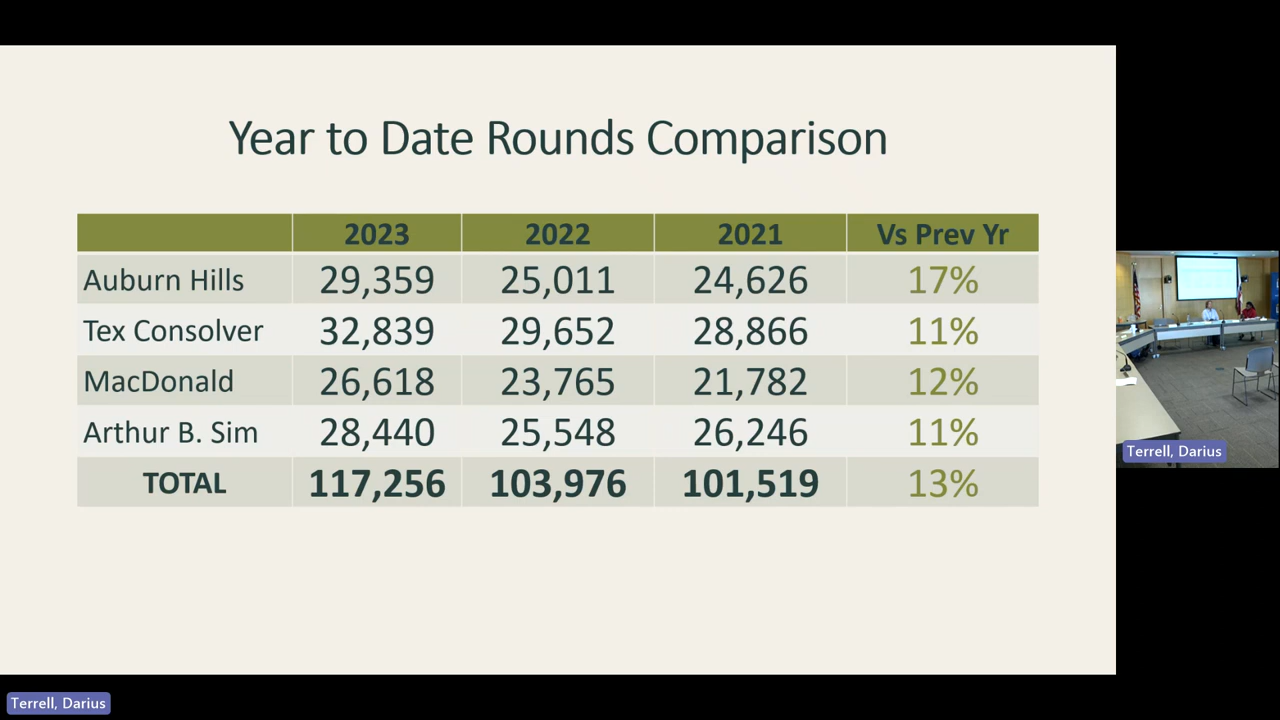 Year to Date Rounds Comparison
2023 2022 2021 Vs Prev Yr
Auburn Hills 29,359 25,011 24,626 17%
Tex Consolver 32,839 29,652 28,866 11%
MacDonald 26,618 23,765 21,782 12%
Arthur B. Sim 28,440 25,548 26,246 11%
TOTAL 117,256 103,976 101,519 13%
Terrell, Darius
Terrell, Darius